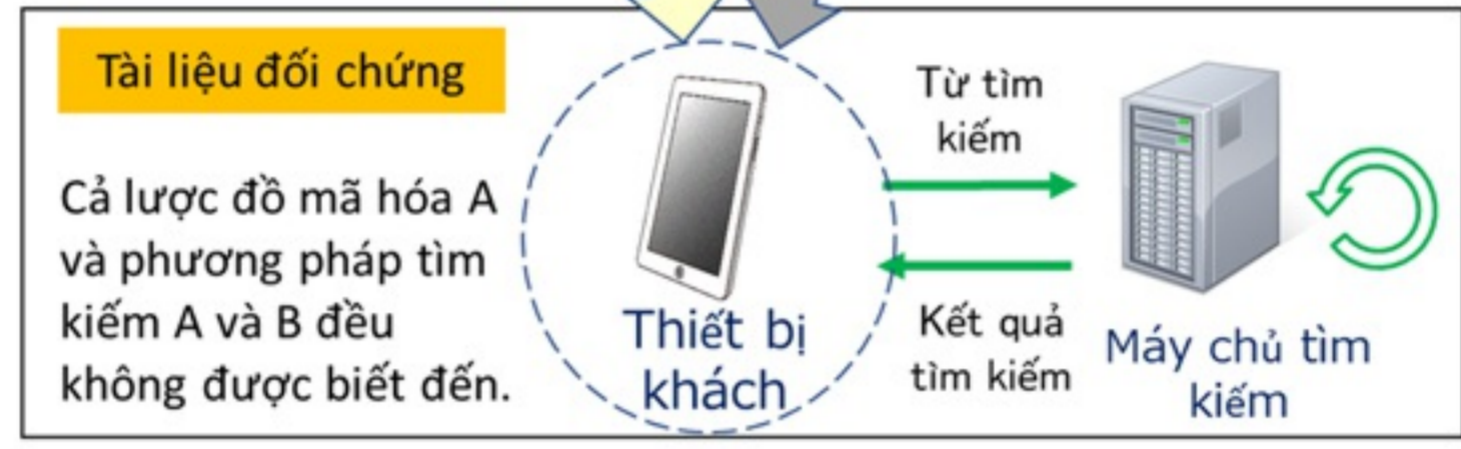 Tài liệu đối chứng
Cả lược đồ mã hóa A
và phương pháp tìm
kiếm A và B đều
không được biết đến.
Thiết bị
khách
Từ tìm
kiếm
Kết quả
tìm kiếm
Máy chủ tìm
kiếm